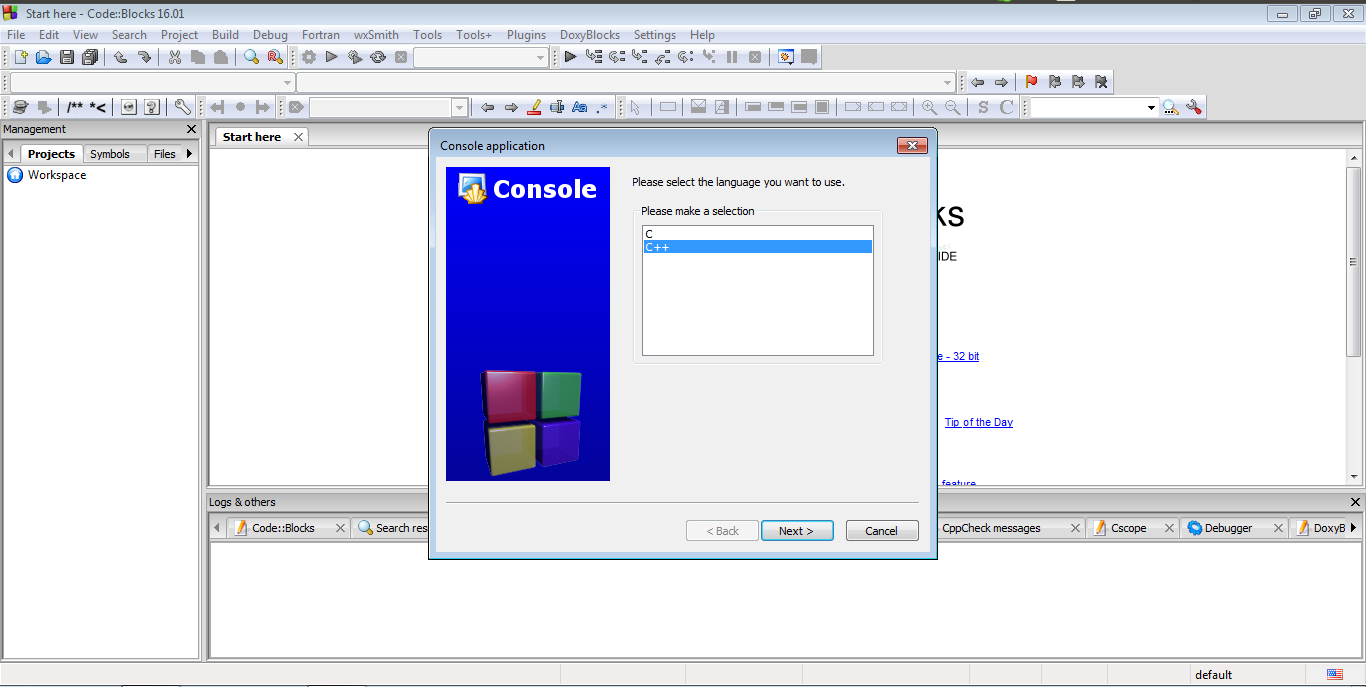 Start here - Code::Blocks 16.01
File Edit View Search Project Build Debug Fortran wxSmith Tools Tools+ Plugins DoxyBlocks Settings Help
/** *<
Aa .*
S C
Management
Projects Symbols Files
Workspace
Start here
Console application
Console
Please select the language you want to use.
Please make a selection
C
C++
< Back Next > Cancel
ks
IDE
e - 32 bit
Tip of the Day
feature
Logs & others
Code::Blocks Search res CppCheck messages Cscope Debugger DoxyB
default